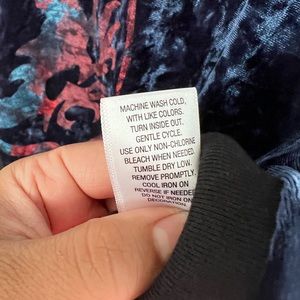 MACHINE WASH COLD,
WITH LIKE COLORS.
TURN INSIDE OUT.
GENTLE CYCLE.
USE ONLY NON-CHLORINE
BLEACH WHEN NEEDED.
TUMBLE DRY LOW.
REMOVE PROMPTLY.
COOL IRON ON
REVERSE IF NEEDED
DO NOT IRON ON
DECORATION